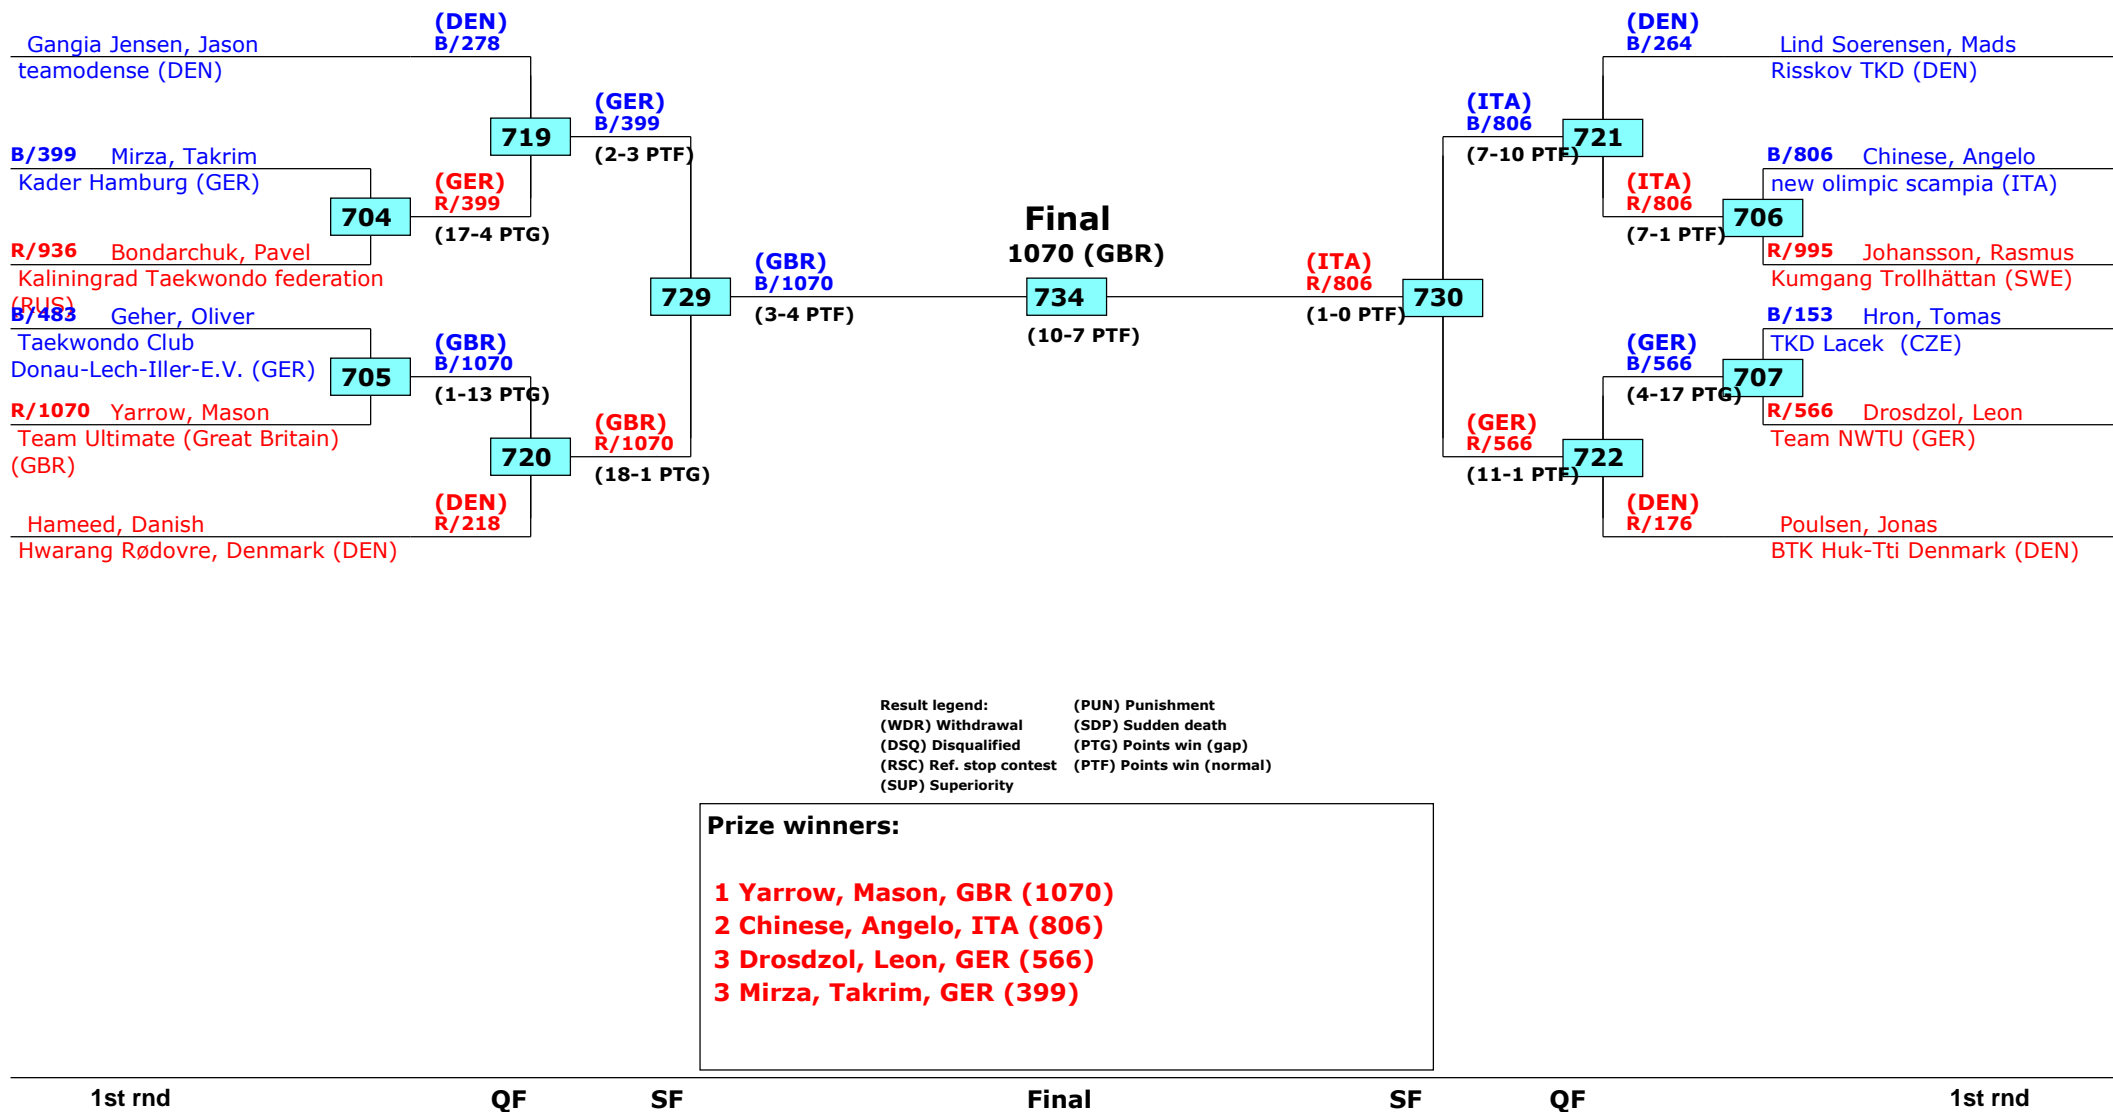 (DEN)
B/278
Gangia Jensen, Jason
teamodense (DEN)
B/399 Mirza, Takrim
Kader Hamburg (GER)
704
R/936 Bondarchuk, Pavel
Kaliningrad Taekwondo federation
(RUS)
(GER)
R/399
(17-4 PTG)
719
(GER)
B/399
(2-3 PTF)
B/483 Geher, Oliver
Taekwondo Club
Donau-Lech-Iller-E.V. (GER)
705
R/1070 Yarrow, Mason
Team Ultimate (Great Britain)
(GBR)
(GBR)
B/1070
(1-13 PTG)
720
(GBR)
R/1070
(18-1 PTG)
(DEN)
R/218
Hameed, Danish
Hwarang Rødovre, Denmark (DEN)
729
(GBR)
B/1070
(3-4 PTF)
Final
1070 (GBR)
734
(10-7 PTF)
(ITA)
R/806
(1-0 PTF)
730
(ITA)
B/806
(7-10 PTF)
721
(DEN)
B/264
Lind Soerensen, Mads
Risskov TKD (DEN)
B/806 Chinese, Angelo
new olimpic scampia (ITA)
(ITA)
R/806
(7-1 PTF)
706
R/995 Johansson, Rasmus
Kumgang Trollhättan (SWE)
B/153 Hron, Tomas
TKD Lacek (CZE)
(GER)
B/566
(4-17 PTG)
707
R/566 Drosdzol, Leon
Team NWTU (GER)
(GER)
R/566
(11-1 PTF)
722
(DEN)
R/176
Poulsen, Jonas
BTK Huk-Tti Denmark (DEN)
Result legend: (PUN) Punishment
(WDR) Withdrawal (SDP) Sudden death
(DSQ) Disqualified (PTG) Points win (gap)
(RSC) Ref. stop contest (PTF) Points win (normal)
(SUP) Superiority
Prize winners:
1 Yarrow, Mason, GBR (1070)
2 Chinese, Angelo, ITA (806)
3 Drosdzol, Leon, GER (566)
3 Mirza, Takrim, GER (399)
1st rnd QF SF Final SF QF 1st rnd